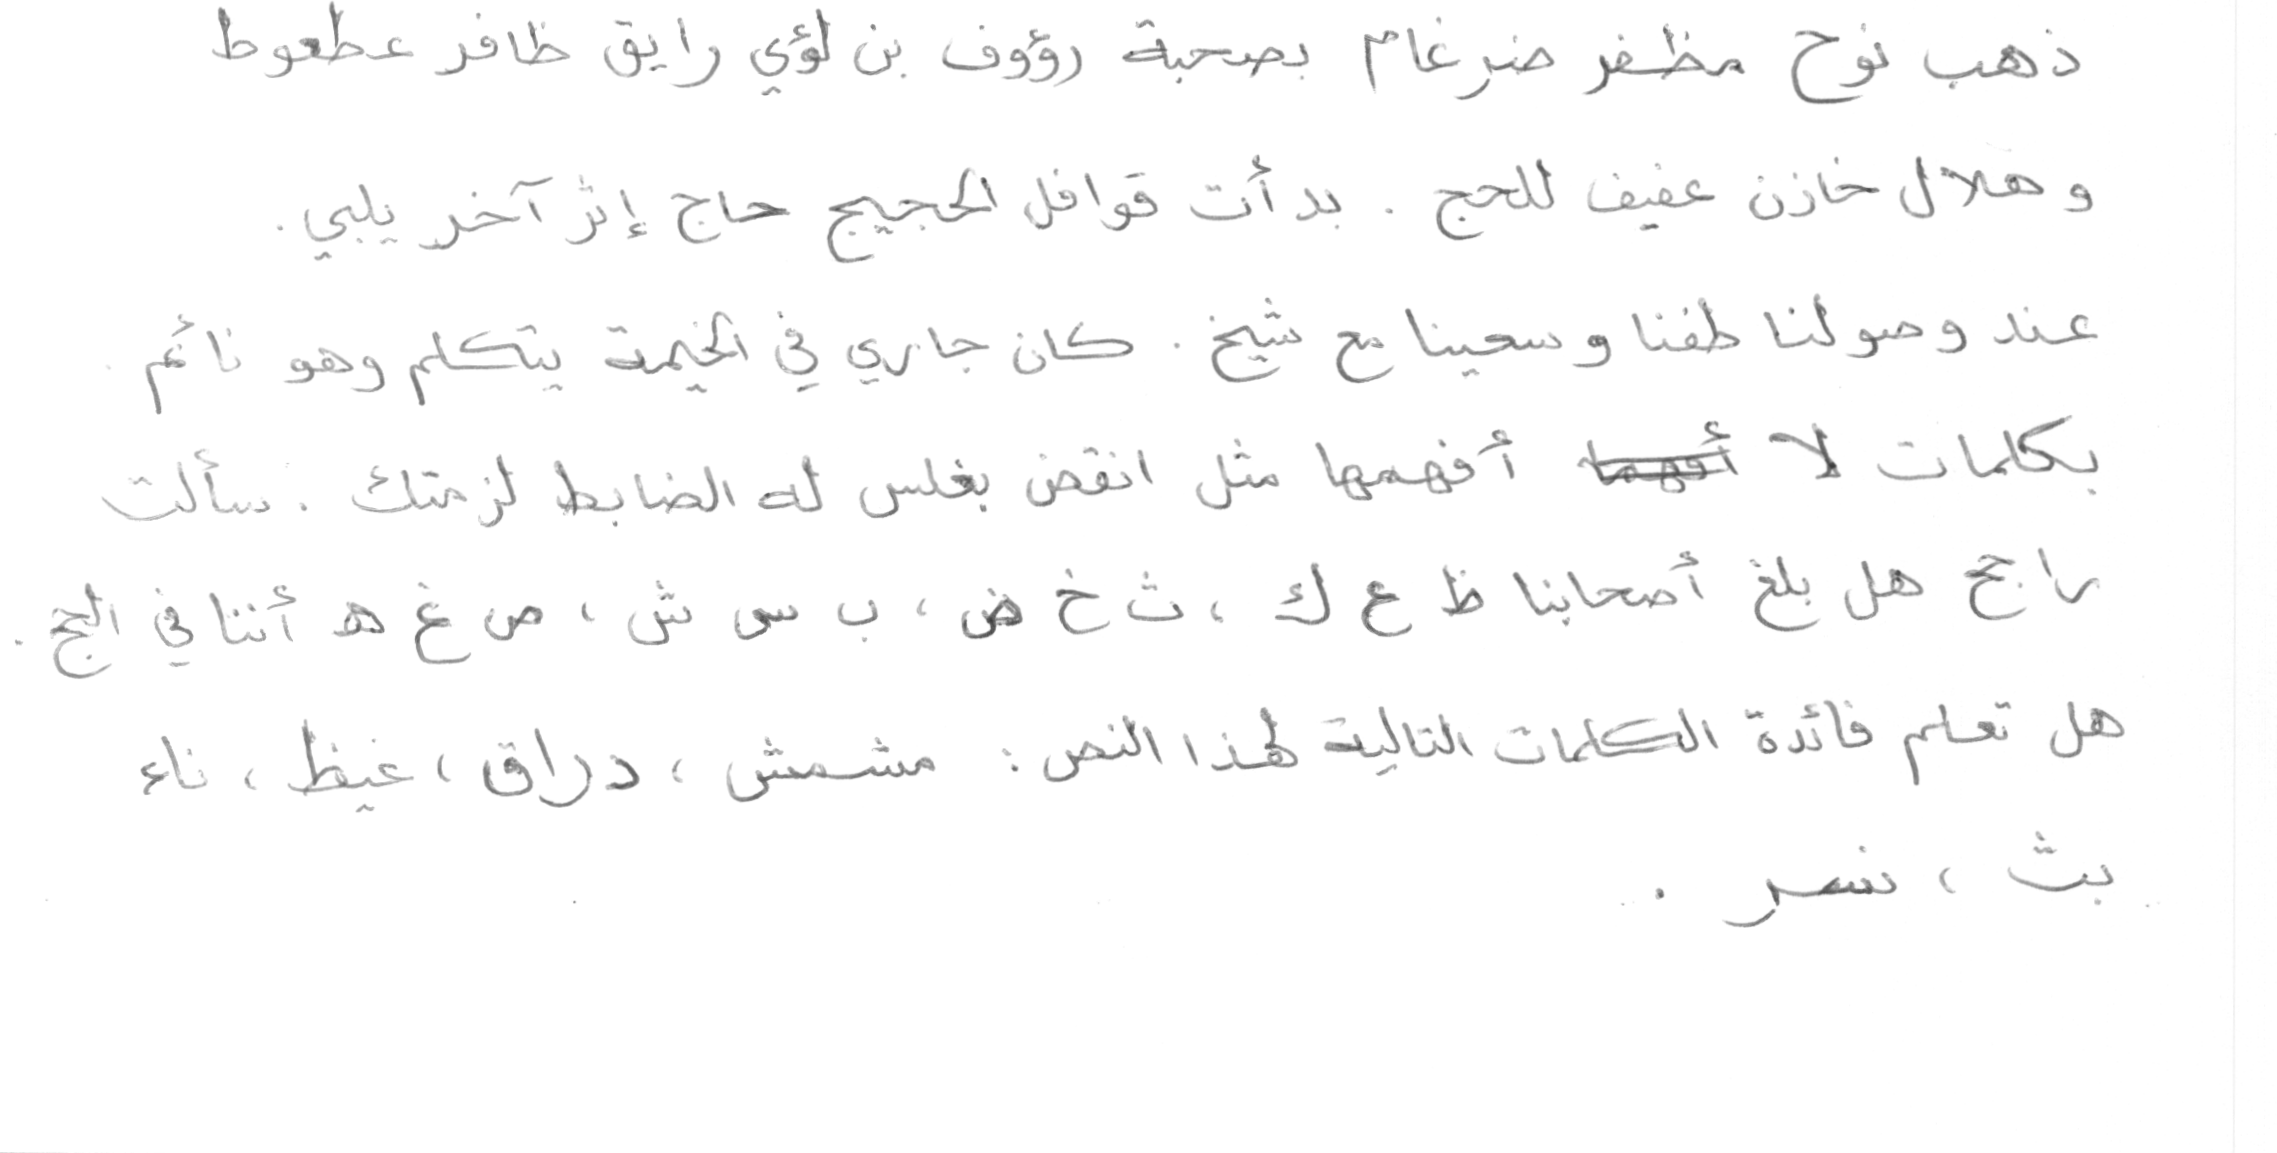 ذهب نوح مظفر ضرغام بصحبة رؤوف بن لؤي رايق ظافر عطعوط
وهلال خازن عفيف للحج . بدأت قوافل الحجيج حاج إثر آخر يلبي .
عند وصولنا طفنا وسعينا مع شيخ . كان جاري في الخيمة يتكلم وهو نائم
بكلمات لا أفهمها مثل انقض بغلس له الضابط لزمتك . سألت
راجح هل بلغ أصحابنا ظ ع ك ، ث خ ض ، ب س ش ، ص غ هـ أننا في الحج .
هل تعلم فائدة الكلمات التالية لهذا النص : مشمش ، دراق ، غيظ ، ناء
بث ، نسر .